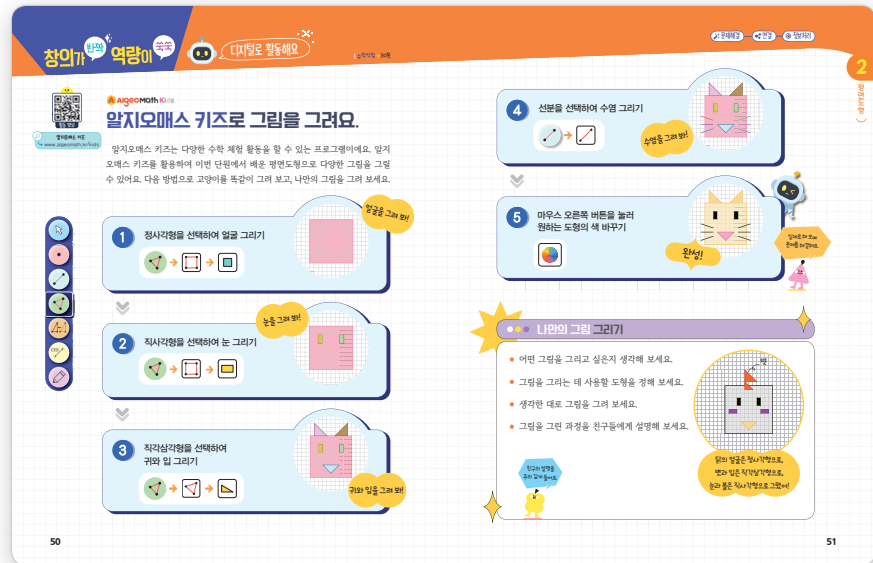 창의가 반짝 역량이 쑥쑥
디지털로 활동해요
문제해결
연결
정보처리
2
평면도형
AlgeoMath Kids
알지오매스 키즈로 그림을 그려요.
알지오매스 키즈
www.algeomath.kr/kids
알지오매스 키즈는 다양한 수학 체험 활동을 할 수 있는 프로그램이에요. 알지
오매스 키즈를 활용하여 이번 단원에서 배운 평면도형으로 다양한 그림을 그릴
수 있어요. 다음 방법으로 고양이를 똑같이 그려 보고, 나만의 그림을 그려 보세요.
1
정사각형을 선택하여 얼굴 그리기
얼굴을 그려 봐!
2
직사각형을 선택하여 눈 그리기
눈을 그려 봐!
3
직각삼각형을 선택하여
귀와 입 그리기
귀와 입을 그려 봐!
50
4
선분을 선택하여 수염 그리기
수염을 그려 봐!
5
마우스 오른쪽 버튼을 눌러
원하는 도형의 색 바꾸기
완성!
나만의 그림 그리기
어떤 그림을 그리고 싶은지 생각해 보세요.
그림을 그리는 데 사용할 도형을 정해 보세요.
생각한 대로 그림을 그려 보세요.
그림을 그린 과정을 친구들에게 설명해 보세요.
볏
닭의 얼굴은 정사각형으로,
볏과 입은 직각삼각형으로,
눈과 볼은 직사각형으로 그렸어!
친구의 설명을
주의 깊게 들어요.
51